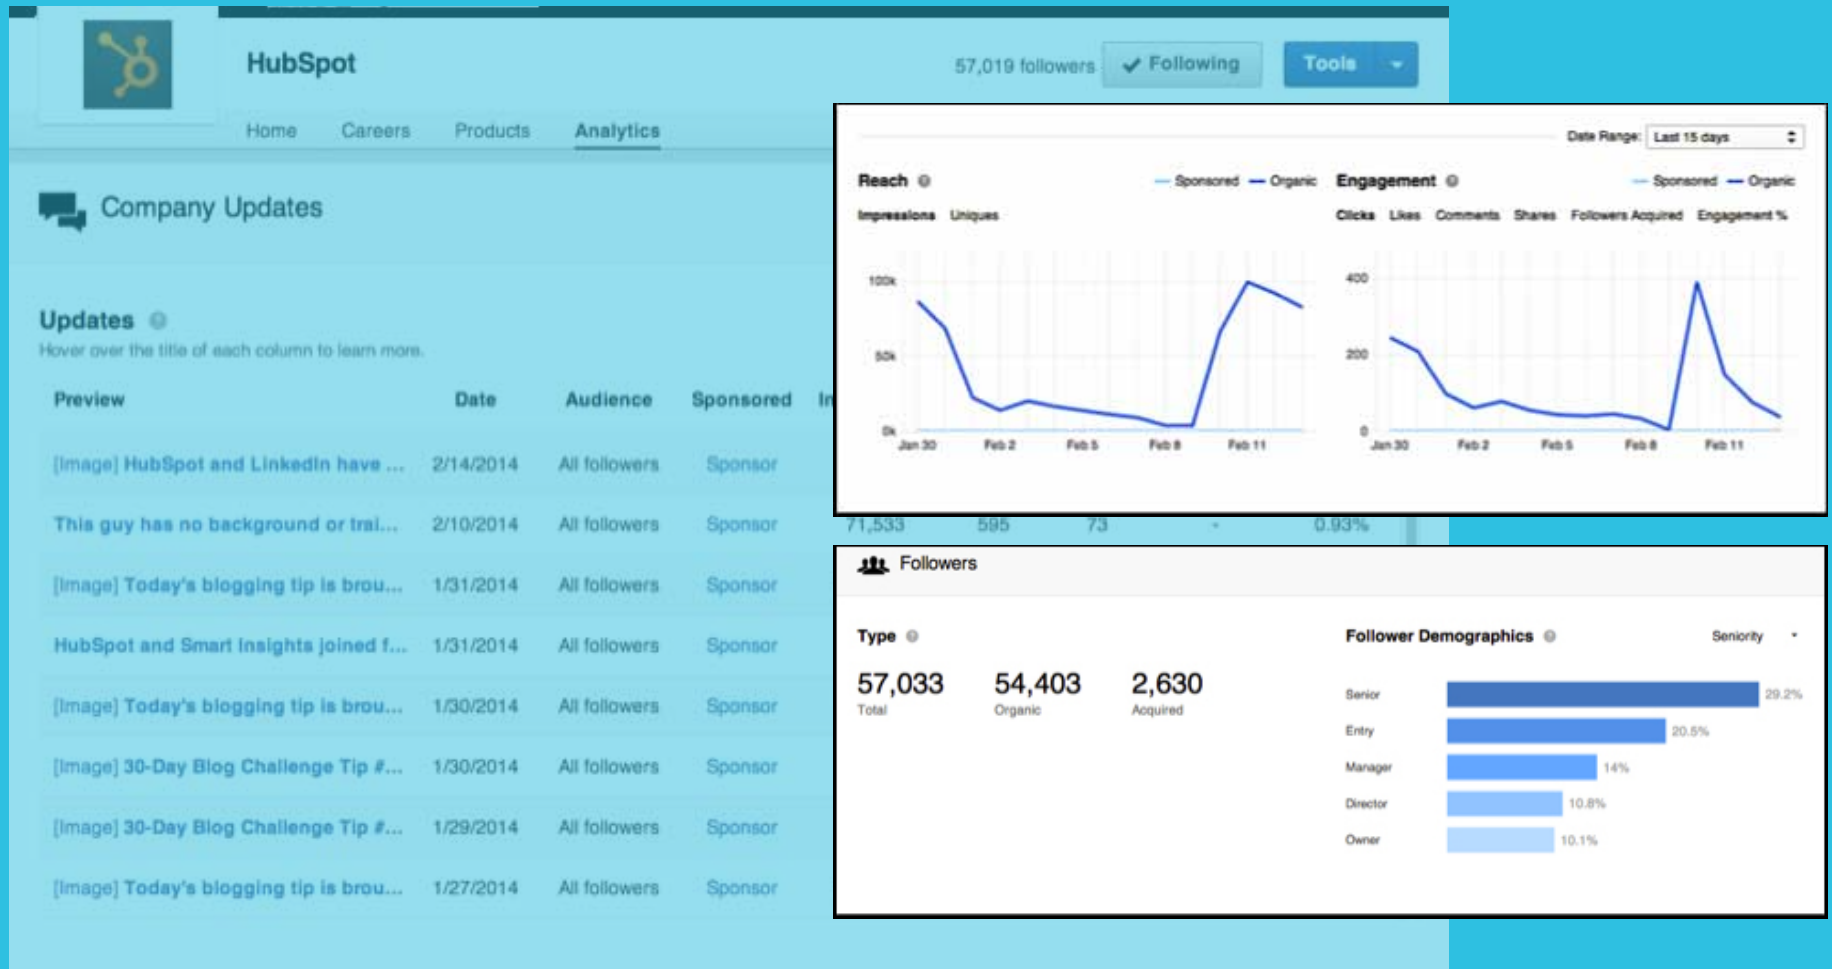 HubSpot
57,019 followers
Following
Tools
Home Careers Products Analytics
Company Updates
Updates
Hover over the title of each column to learn more.
Preview Date Audience Sponsored
[Image] HubSpot and LinkedIn have ... 2/14/2014 All followers Sponsor
This guy has no background or trai... 2/10/2014 All followers Sponsor 71,533 595 73 - 0.93%
[Image] Today's blogging tip is brou... 1/31/2014 All followers Sponsor
HubSpot and Smart Insights joined f... 1/31/2014 All followers Sponsor
[Image] Today's blogging tip is brou... 1/30/2014 All followers Sponsor
[Image] 30-Day Blog Challenge Tip #... 1/30/2014 All followers Sponsor
[Image] 30-Day Blog Challenge Tip #... 1/29/2014 All followers Sponsor
[Image] Today's blogging tip is brou... 1/27/2014 All followers Sponsor
Date Range: Last 15 days
Reach Sponsored Organic
Impressions Uniques
100k
50k
0k
Jan 30 Feb 2 Feb 5 Feb 8 Feb 11
Engagement Sponsored Organic
Clicks Likes Comments Shares Followers Acquired Engagement %
400
200
0
Jan 30 Feb 2 Feb 5 Feb 8 Feb 11
Followers
Type
57,033 54,403 2,630
Total Organic Acquired
Follower Demographics Seniority
Senior 29.2%
Entry 20.5%
Manager 14%
Director 10.8%
Owner 10.1%